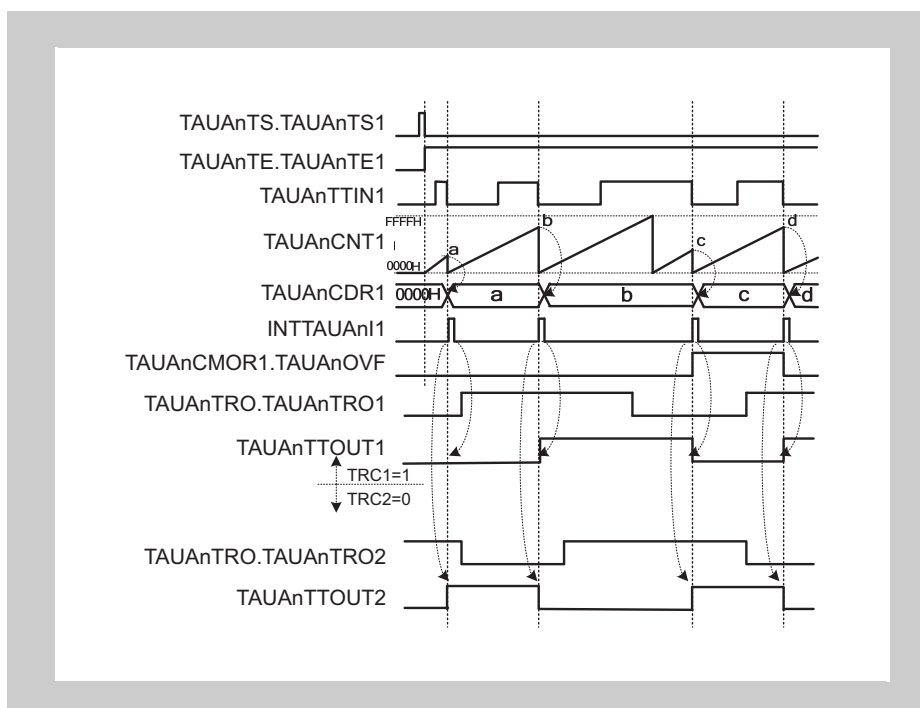 TAUAnTS.TAUAnTS1
TAUAnTE.TAUAnTE1
TAUAnTTIN1
FFFFH
TAUAnCNT1
0000H
a b c d
TAUAnCDR1 0000H a b c d
INTTAUAnI1
TAUAnCMOR1.TAUAnOVF
TAUAnTRO.TAUAnTRO1
TAUAnTTOUT1
TRC1=1
TRC2=0
TAUAnTRO.TAUAnTRO2
TAUAnTTOUT2